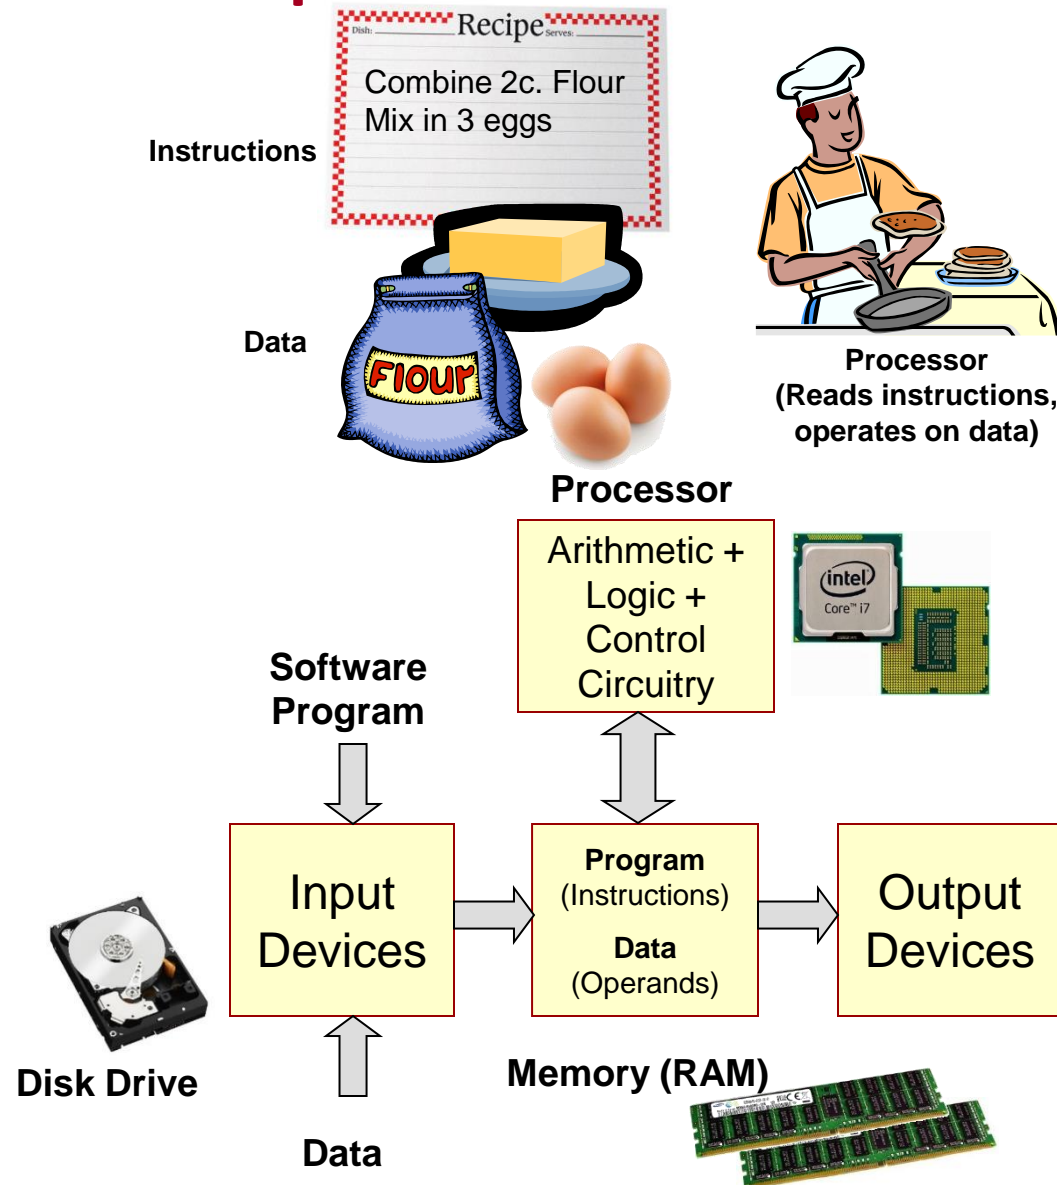 Recipe
Dish:
Serves:
Combine 2c. Flour
Mix in 3 eggs
Instructions
Data
Flour
Processor
(Reads instructions,
operates on data)
Processor
Arithmetic +
Logic +
Control
Circuitry
intel
Core™ i7
Software
Program
Input
Devices
Program
(Instructions)
Data
(Operands)
Output
Devices
Disk Drive
Memory (RAM)
Data